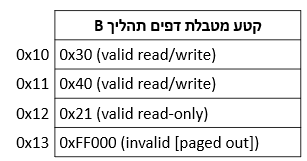 קטע מטבלת דפים תהליך B
0x10 0x30 (valid read/write)
0x11 0x40 (valid read/write)
0x12 0x21 (valid read-only)
0x13 0xFF000 (invalid [paged out])